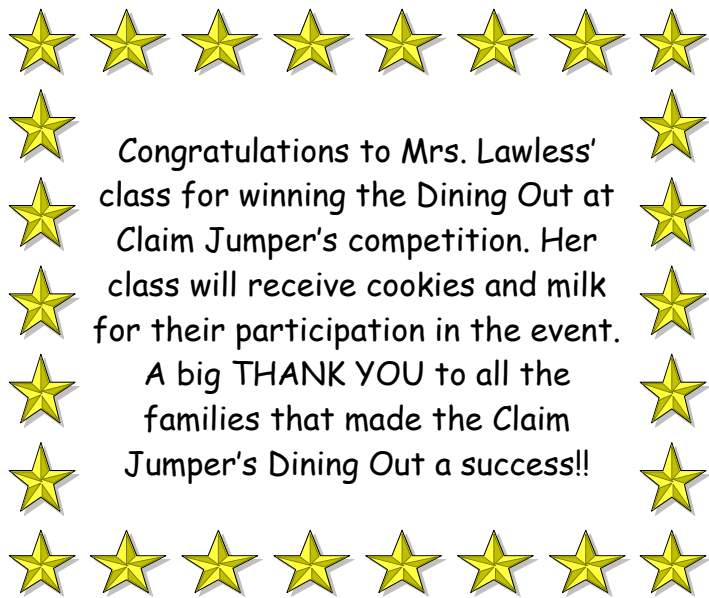 Congratulations to Mrs. Lawless’
class for winning the Dining Out at
Claim Jumper’s competition. Her
class will receive cookies and milk
for their participation in the event.
A big THANK YOU to all the
families that made the Claim
Jumper’s Dining Out a success!!